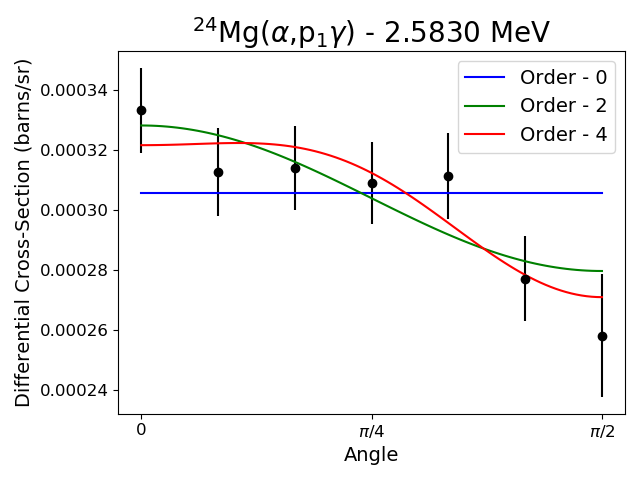 ²⁴Mg(α,p₁γ) - 2.5830 MeV
Differential Cross-Section (barns/sr)
0.00034
0.00032
0.00030
0.00028
0.00026
0.00024
Order - 0
Order - 2
Order - 4
0
π/4
π/2
Angle